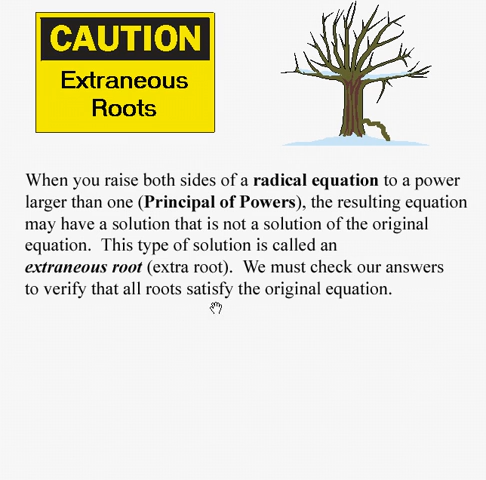 CAUTION
Extraneous
Roots
When you raise both sides of a radical equation to a power
larger than one (Principal of Powers), the resulting equation
may have a solution that is not a solution of the original
equation.  This type of solution is called an
extraneous root (extra root).  We must check our answers
to verify that all roots satisfy the original equation.